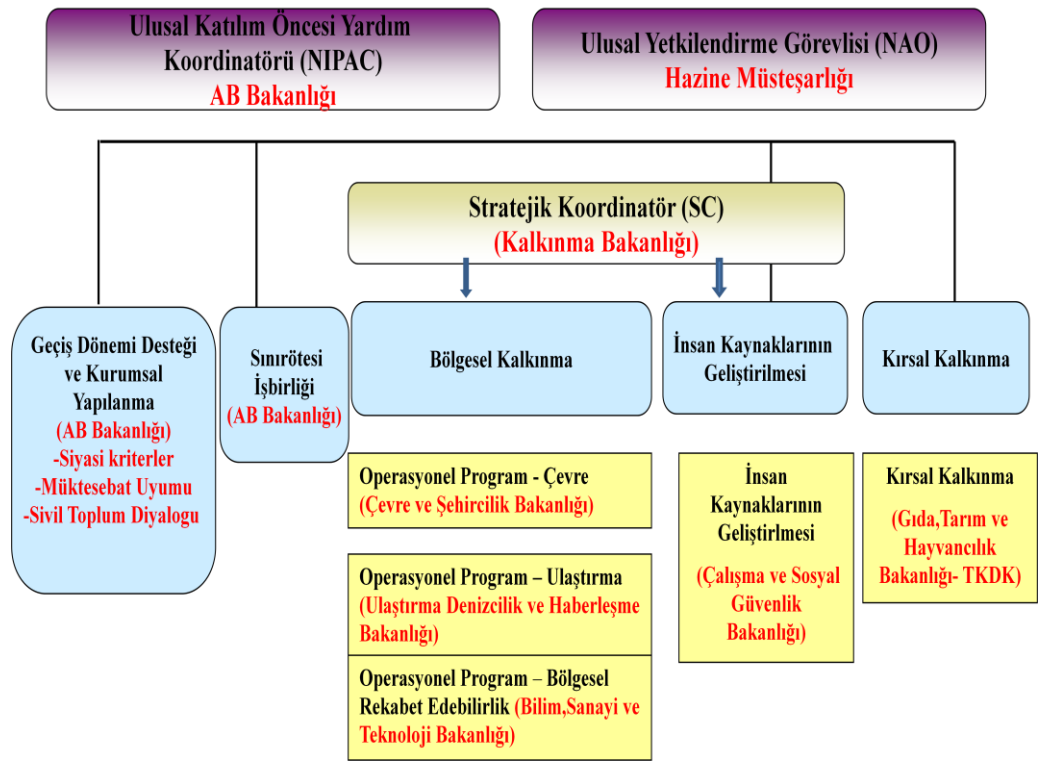 Ulusal Katılım Öncesi Yardım
Koordinatörü (NIPAC)
AB Bakanlığı
Ulusal Yetkilendirme Görevlisi (NAO)
Hazine Müsteşarlığı
Stratejik Koordinatör (SC)
(Kalkınma Bakanlığı)
Geçiş Dönemi Desteği
ve Kurumsal
Yapılanma
(AB Bakanlığı)
-Siyasi kriterler
-Müktesebat Uyumu
-Sivil Toplum Diyalogu
Sınırötesi
İşbirliği
(AB Bakanlığı)
Bölgesel Kalkınma
İnsan Kaynaklarının
Geliştirilmesi
Kırsal Kalkınma
Operasyonel Program - Çevre
(Çevre ve Şehircilik Bakanlığı)
Operasyonel Program – Ulaştırma
(Ulaştırma Denizcilik ve Haberleşme
Bakanlığı)
Operasyonel Program – Bölgesel
Rekabet Edebilirlik (Bilim,Sanayi ve
Teknoloji Bakanlığı)
İnsan
Kaynaklarının
Geliştirlmesi
(Çalışma ve Sosyal
Güvenlik
Bakanlığı)
Kırsal Kalkınma
(Gıda,Tarım ve
Hayvancılık
Bakanlığı- TKDK)